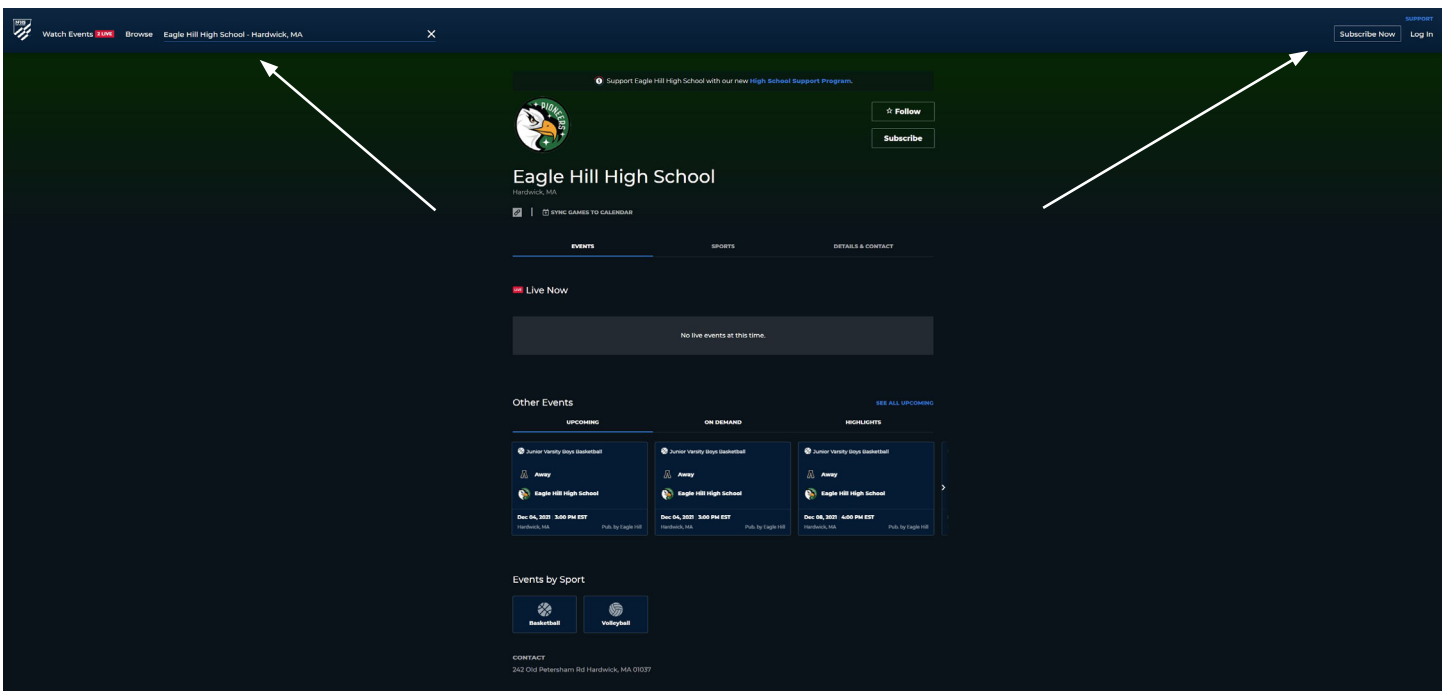 NFHS
SUPPORT
Watch Events 2 LIVE Browse Eagle Hill High School - Hardwick, MA
Subscribe Now Log In
Support Eagle Hill High School with our new High School Support Program.
PIONEERS
Follow
Subscribe
Eagle Hill High School
Hardwick, MA
SYNC GAMES TO CALENDAR
EVENTS SPORTS DETAILS & CONTACT
LIVE Live Now
No live events at this time.
Other Events SEE ALL UPCOMING
UPCOMING ON DEMAND HIGHLIGHTS
Junior Varsity Boys Basketball Junior Varsity Boys Basketball Junior Varsity Boys Basketball
Away Away Away
Eagle Hill High School Eagle Hill High School Eagle Hill High School
Dec 04, 2021 3:00 PM EST Dec 04, 2021 3:00 PM EST Dec 08, 2021 4:00 PM EST
Hardwick, MA Pub. by Eagle Hill Hardwick, MA Pub. by Eagle Hill Hardwick, MA Pub. by Eagle Hill
Events by Sport
Basketball Volleyball
CONTACT
242 Old Petersham Rd Hardwick, MA 01037